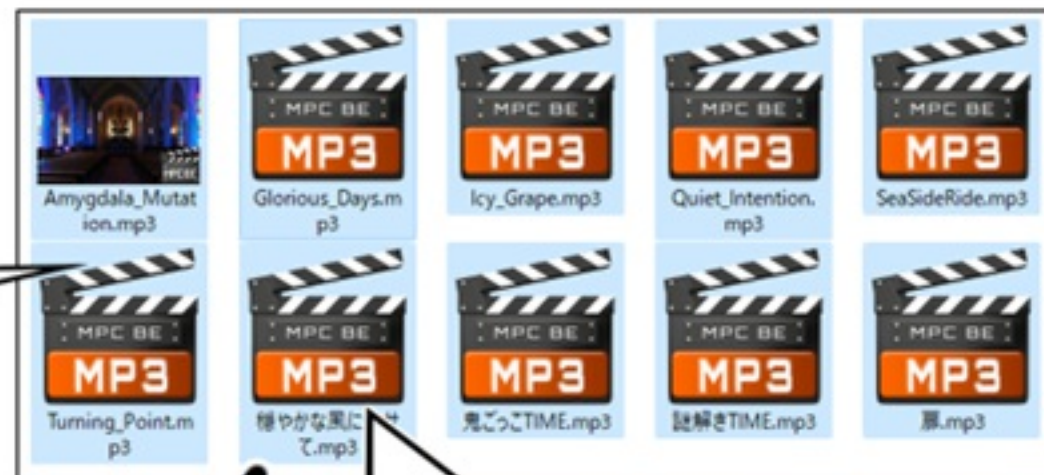 MPC BE
MP3
MPC BE
MP3
MPC BE
MP3
MPC BE
MP3
MPCBE
Amygdala_Mutat
ion.mp3
Glorious_Days.m
p3
Icy_Grape.mp3
Quiet_Intention.
mp3
SeaSideRide.mp3
MPC BE
MP3
MPC BE
MP3
MPC BE
MP3
MPC BE
MP3
MPC BE
MP3
Turning_Point.m
p3
穏やかな風に
て.mp3
鬼ごっこTIME.mp3
謎解きTIME.mp3
扉.mp3